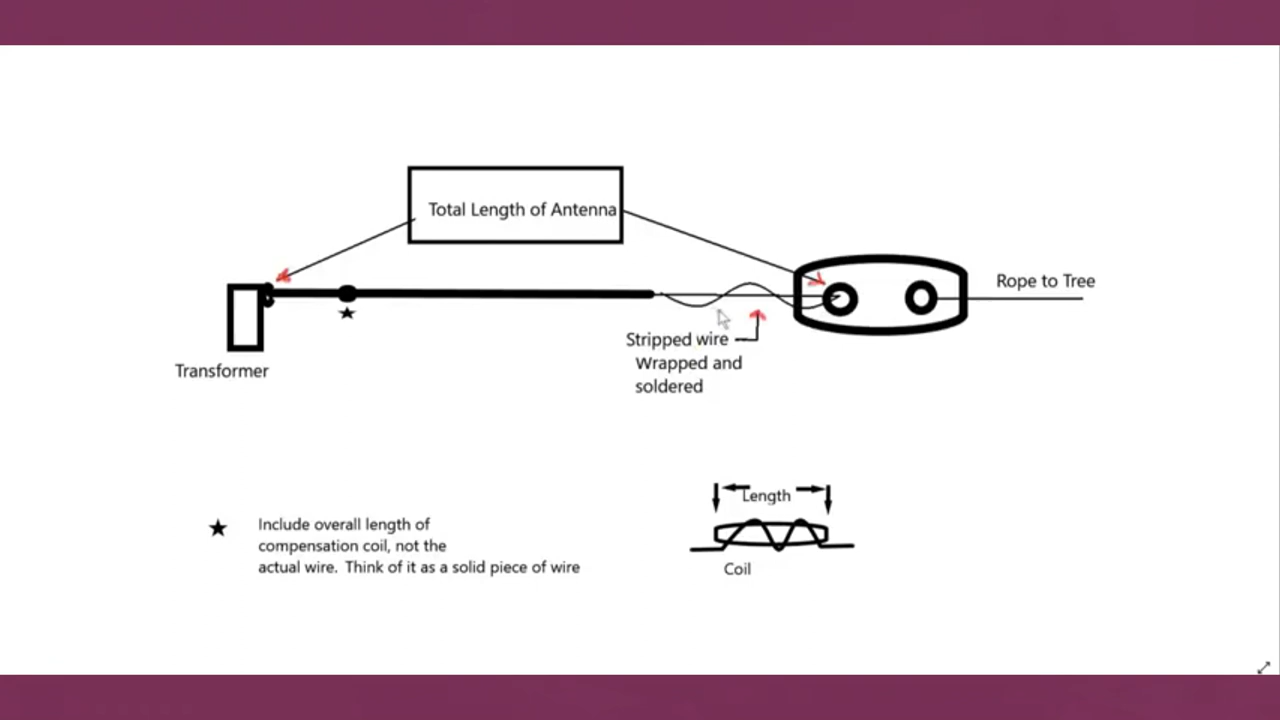 Total Length of Antenna
Rope to Tree
Stripped wire
Wrapped and
soldered
Transformer
Length
Include overall length of
compensation coil, not the
actual wire. Think of it as a solid piece of wire
Coil